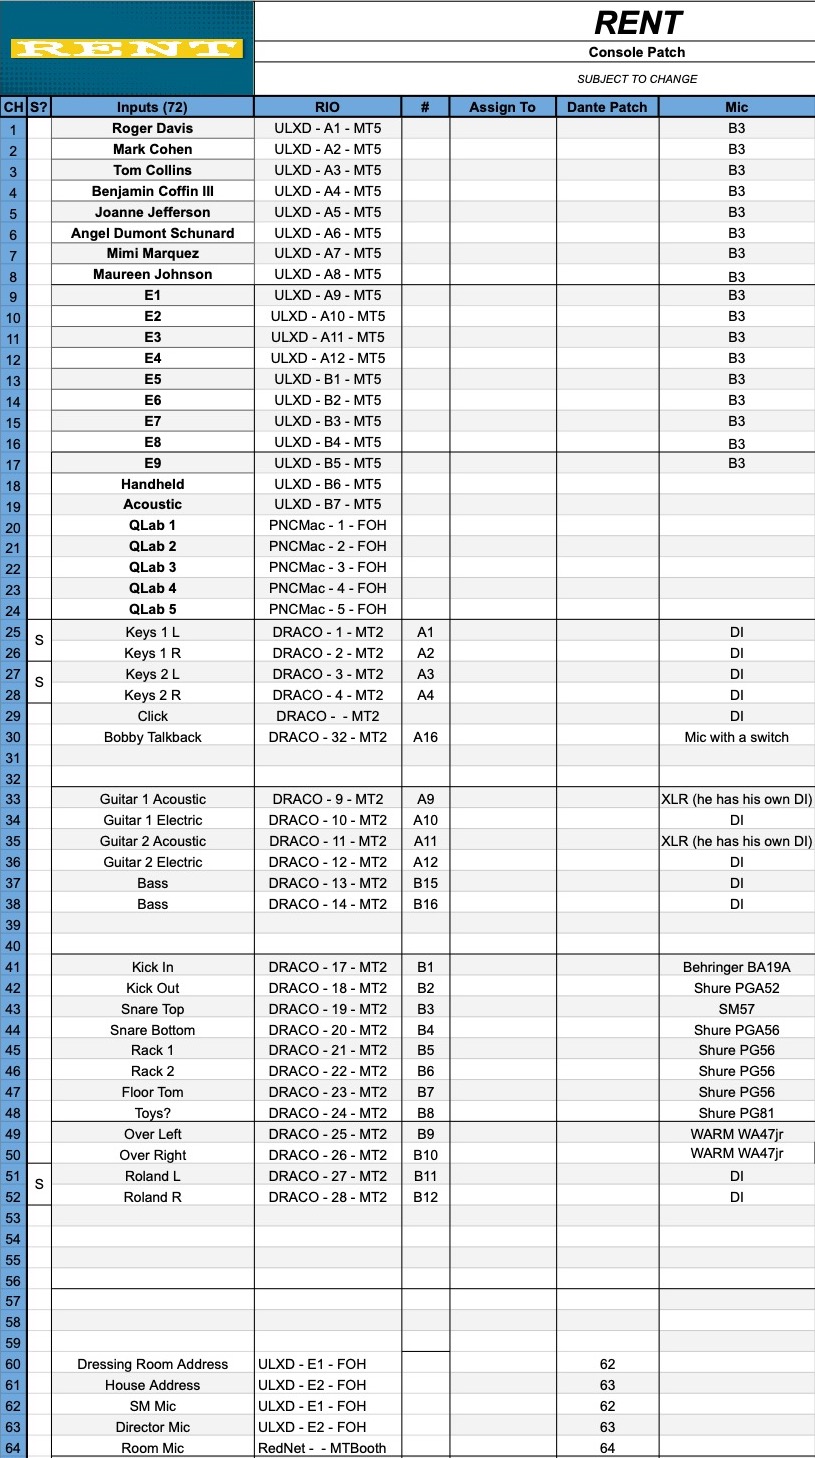 RENT
RENT
Console Patch
SUBJECT TO CHANGE
CH S? Inputs (72) RIO # Assign To Dante Patch Mic
1 Roger Davis ULXD - A1 - MT5 B3
2 Mark Cohen ULXD - A2 - MT5 B3
3 Tom Collins ULXD - A3 - MT5 B3
4 Benjamin Coffin III ULXD - A4 - MT5 B3
5 Joanne Jefferson ULXD - A5 - MT5 B3
6 Angel Dumont Schunard ULXD - A6 - MT5 B3
7 Mimi Marquez ULXD - A7 - MT5 B3
8 Maureen Johnson ULXD - A8 - MT5 B3
9 E1 ULXD - A9 - MT5 B3
10 E2 ULXD - A10 - MT5 B3
11 E3 ULXD - A11 - MT5 B3
12 E4 ULXD - A12 - MT5 B3
13 E5 ULXD - B1 - MT5 B3
14 E6 ULXD - B2 - MT5 B3
15 E7 ULXD - B3 - MT5 B3
16 E8 ULXD - B4 - MT5 B3
17 E9 ULXD - B5 - MT5 B3
18 Handheld ULXD - B6 - MT5
19 Acoustic ULXD - B7 - MT5
20 QLab 1 PNCMac - 1 - FOH
21 QLab 2 PNCMac - 2 - FOH
22 QLab 3 PNCMac - 3 - FOH
23 QLab 4 PNCMac - 4 - FOH
24 QLab 5 PNCMac - 5 - FOH
25 S Keys 1 L DRACO - 1 - MT2 A1 DI
26 Keys 1 R DRACO - 2 - MT2 A2 DI
27 S Keys 2 L DRACO - 3 - MT2 A3 DI
28 Keys 2 R DRACO - 4 - MT2 A4 DI
29 Click DRACO - - MT2 DI
30 Bobby Talkback DRACO - 32 - MT2 A16 Mic with a switch
31
32
33 Guitar 1 Acoustic DRACO - 9 - MT2 A9 XLR (he has his own DI)
34 Guitar 1 Electric DRACO - 10 - MT2 A10 DI
35 Guitar 2 Acoustic DRACO - 11 - MT2 A11 XLR (he has his own DI)
36 Guitar 2 Electric DRACO - 12 - MT2 A12 DI
37 Bass DRACO - 13 - MT2 B15 DI
38 Bass DRACO - 14 - MT2 B16 DI
39
40
41 Kick In DRACO - 17 - MT2 B1 Behringer BA19A
42 Kick Out DRACO - 18 - MT2 B2 Shure PGA52
43 Snare Top DRACO - 19 - MT2 B3 SM57
44 Snare Bottom DRACO - 20 - MT2 B4 Shure PGA56
45 Rack 1 DRACO - 21 - MT2 B5 Shure PG56
46 Rack 2 DRACO - 22 - MT2 B6 Shure PG56
47 Floor Tom DRACO - 23 - MT2 B7 Shure PG56
48 Toys? DRACO - 24 - MT2 B8 Shure PG81
49 Over Left DRACO - 25 - MT2 B9 WARM WA47jr
50 Over Right DRACO - 26 - MT2 B10 WARM WA47jr
51 S Roland L DRACO - 27 - MT2 B11 DI
52 Roland R DRACO - 28 - MT2 B12 DI
53
54
55
56
57
58
59
60 Dressing Room Address ULXD - E1 - FOH 62
61 House Address ULXD - E2 - FOH 63
62 SM Mic ULXD - E1 - FOH 62
63 Director Mic ULXD - E2 - FOH 63
64 Room Mic RedNet - - MTBooth 64